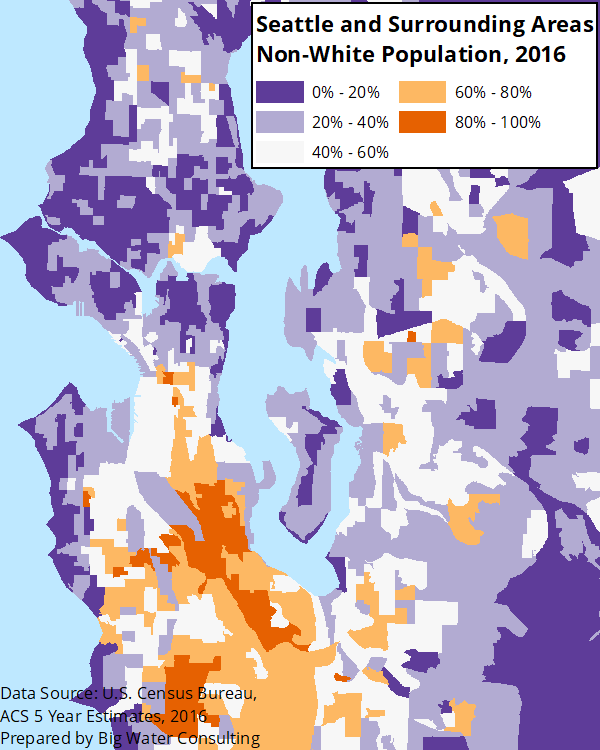 Seattle and Surrounding Areas
Non-White Population, 2016
0% - 20%
60% - 80%
20% - 40%
80% - 100%
40% - 60%
Data Source: U.S. Census Bureau,
ACS 5 Year Estimates, 2016
Prepared by Big Water Consulting